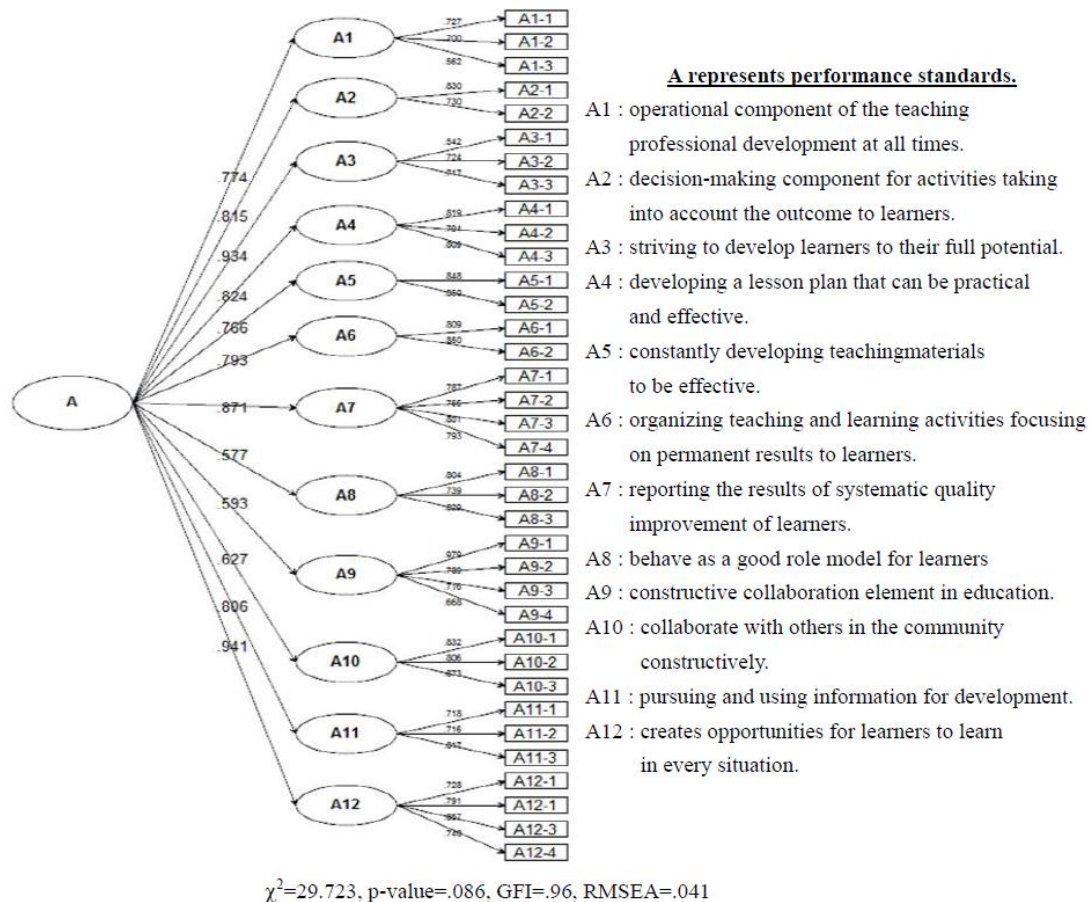 A
.774
.815
.934
.824
.766
.793
.871
.577
.593
.627
.806
.941
A1
A2
A3
A4
A5
A6
A7
A8
A9
A10
A11
A12
.727
.700
.830
.730
.724
.819
.848
.809
.793
.804
.739
.716
.668
.832
.806
.718
.716
.728
.791
A1-1
A1-2
A1-3
A2-1
A2-2
A3-1
A3-2
A3-3
A4-1
A4-2
A4-3
A5-1
A5-2
A6-1
A6-2
A7-1
A7-2
A7-3
A7-4
A8-1
A8-2
A8-3
A9-1
A9-2
A9-3
A9-4
A10-1
A10-2
A10-3
A11-1
A11-2
A11-3
A12-1
A12-1
A12-3
A12-4
A represents performance standards.
A1 : operational component of the teaching
professional development at all times.
A2 : decision-making component for activities taking
into account the outcome to learners.
A3 : striving to develop learners to their full potential.
A4 : developing a lesson plan that can be practical
and effective.
A5 : constantly developing teachingmaterials
to be effective.
A6 : organizing teaching and learning activities focusing
on permanent results to learners.
A7 : reporting the results of systematic quality
improvement of learners.
A8 : behave as a good role model for learners
A9 : constructive collaboration element in education.
A10 : collaborate with others in the community
constructively.
A11 : pursuing and using information for development.
A12 : creates opportunities for learners to learn
in every situation.
χ²=29.723, p-value=.086, GFI=.96, RMSEA=.041